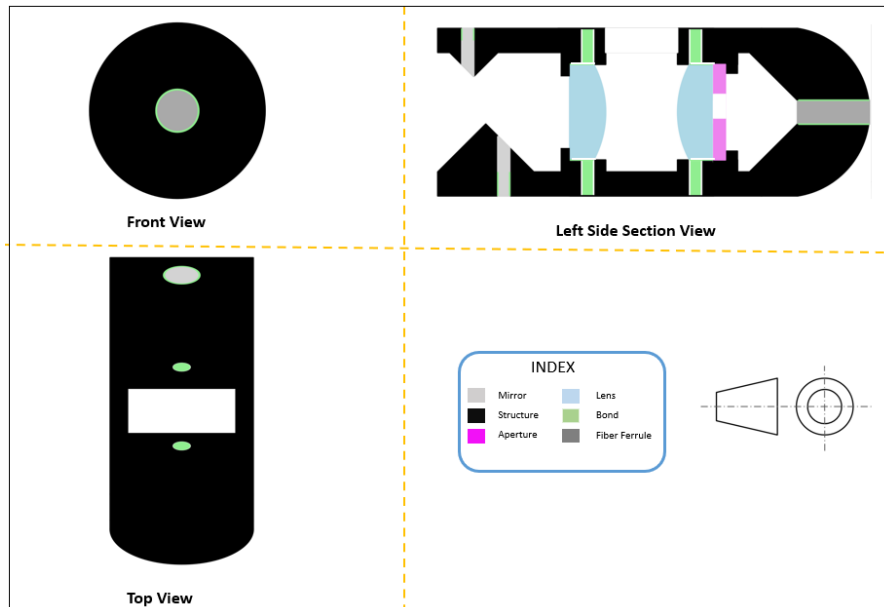 Front View
Left Side Section View
Top View
INDEX
Mirror
Lens
Structure
Bond
Aperture
Fiber Ferrule